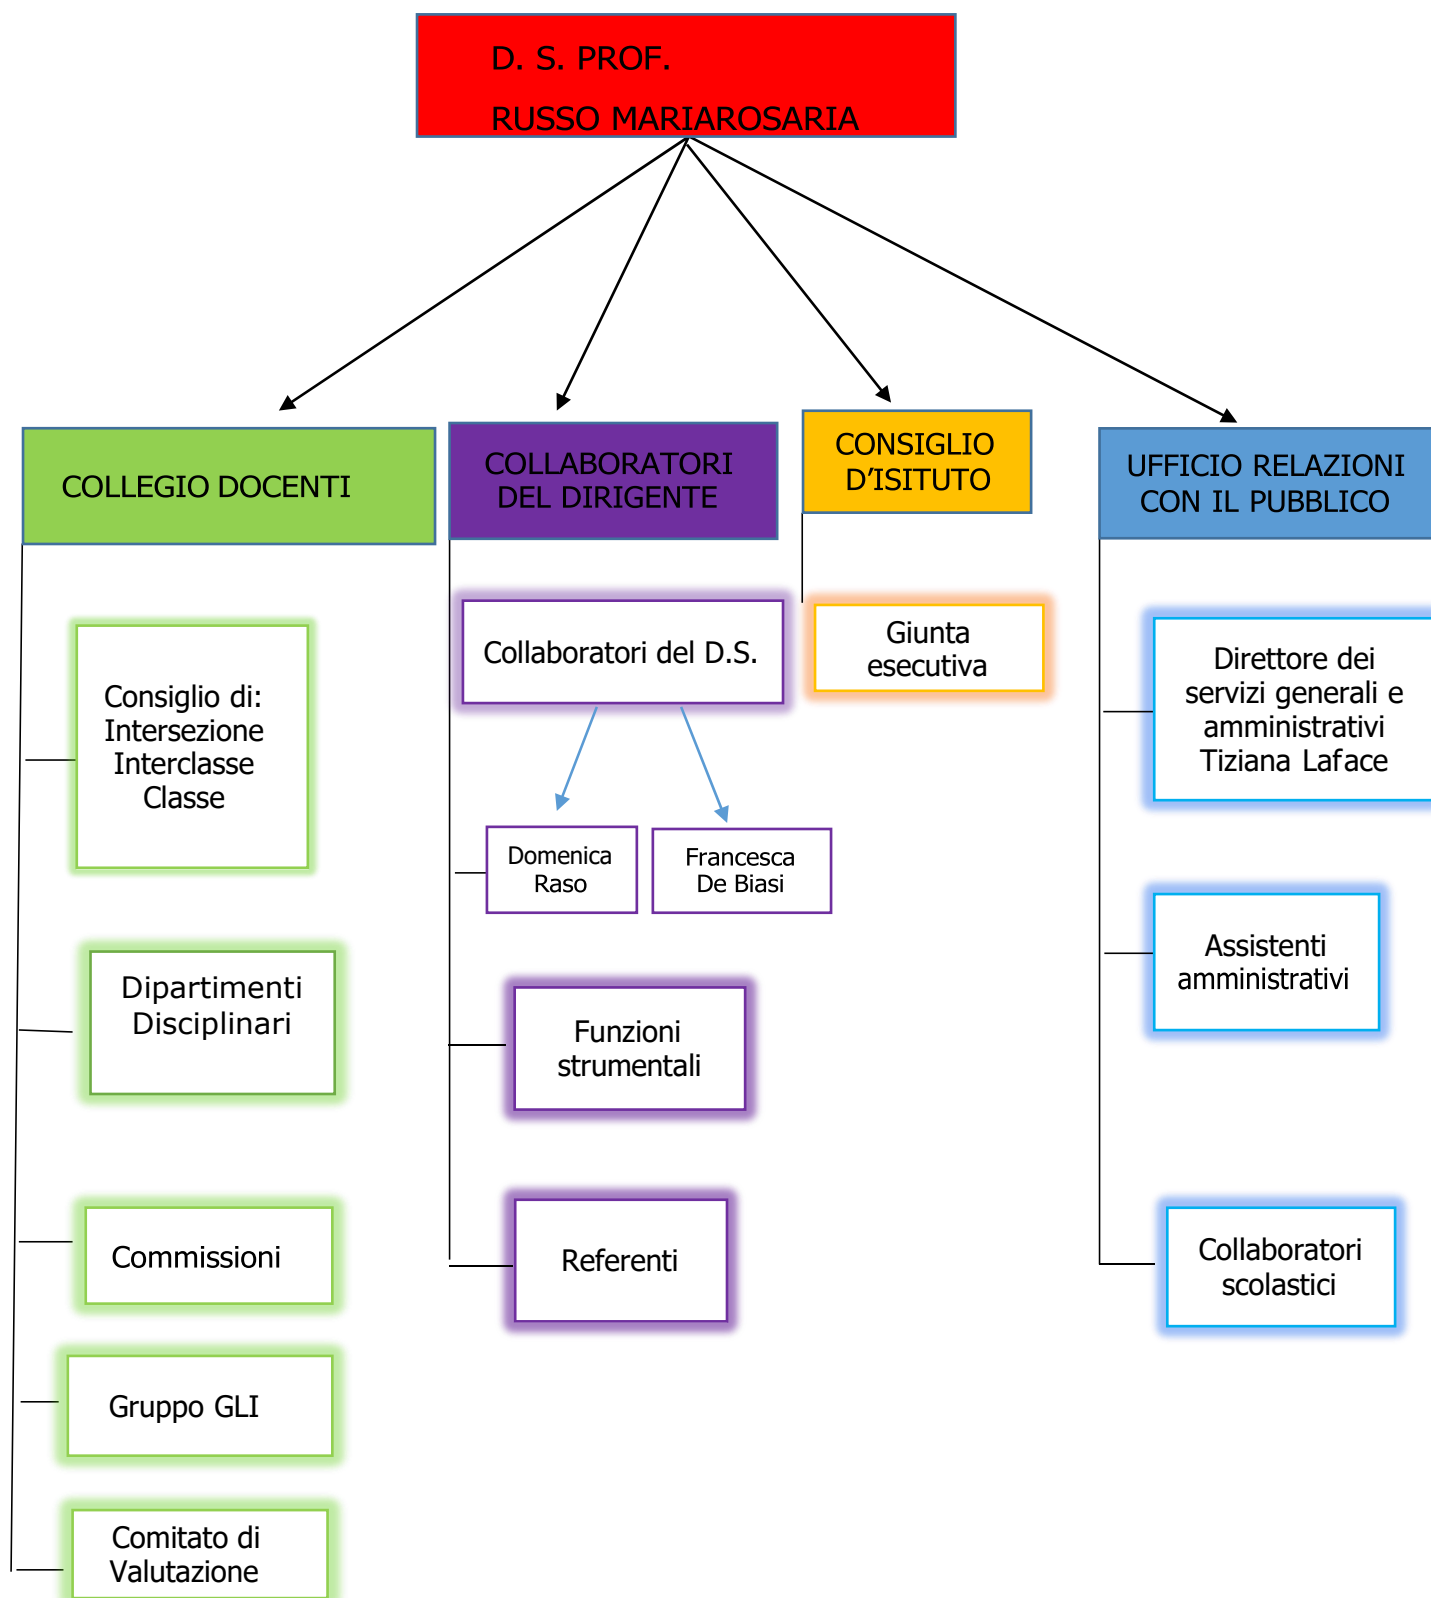 D. S. PROF.
RUSSO MARIAROSARIA
COLLEGIO DOCENTI
COLLABORATORI
DEL DIRIGENTE
CONSIGLIO
D’ISITUTO
UFFICIO RELAZIONI
CON IL PUBBLICO
Consiglio di:
Intersezione
Interclasse
Classe
Dipartimenti
Disciplinari
Commissioni
Gruppo GLI
Comitato di
Valutazione
Collaboratori del D.S.
Domenica
Raso
Francesca
De Biasi
Funzioni
strumentali
Referenti
Giunta
esecutiva
Direttore dei
servizi generali e
amministrativi
Tiziana Laface
Assistenti
amministrativi
Collaboratori
scolastici